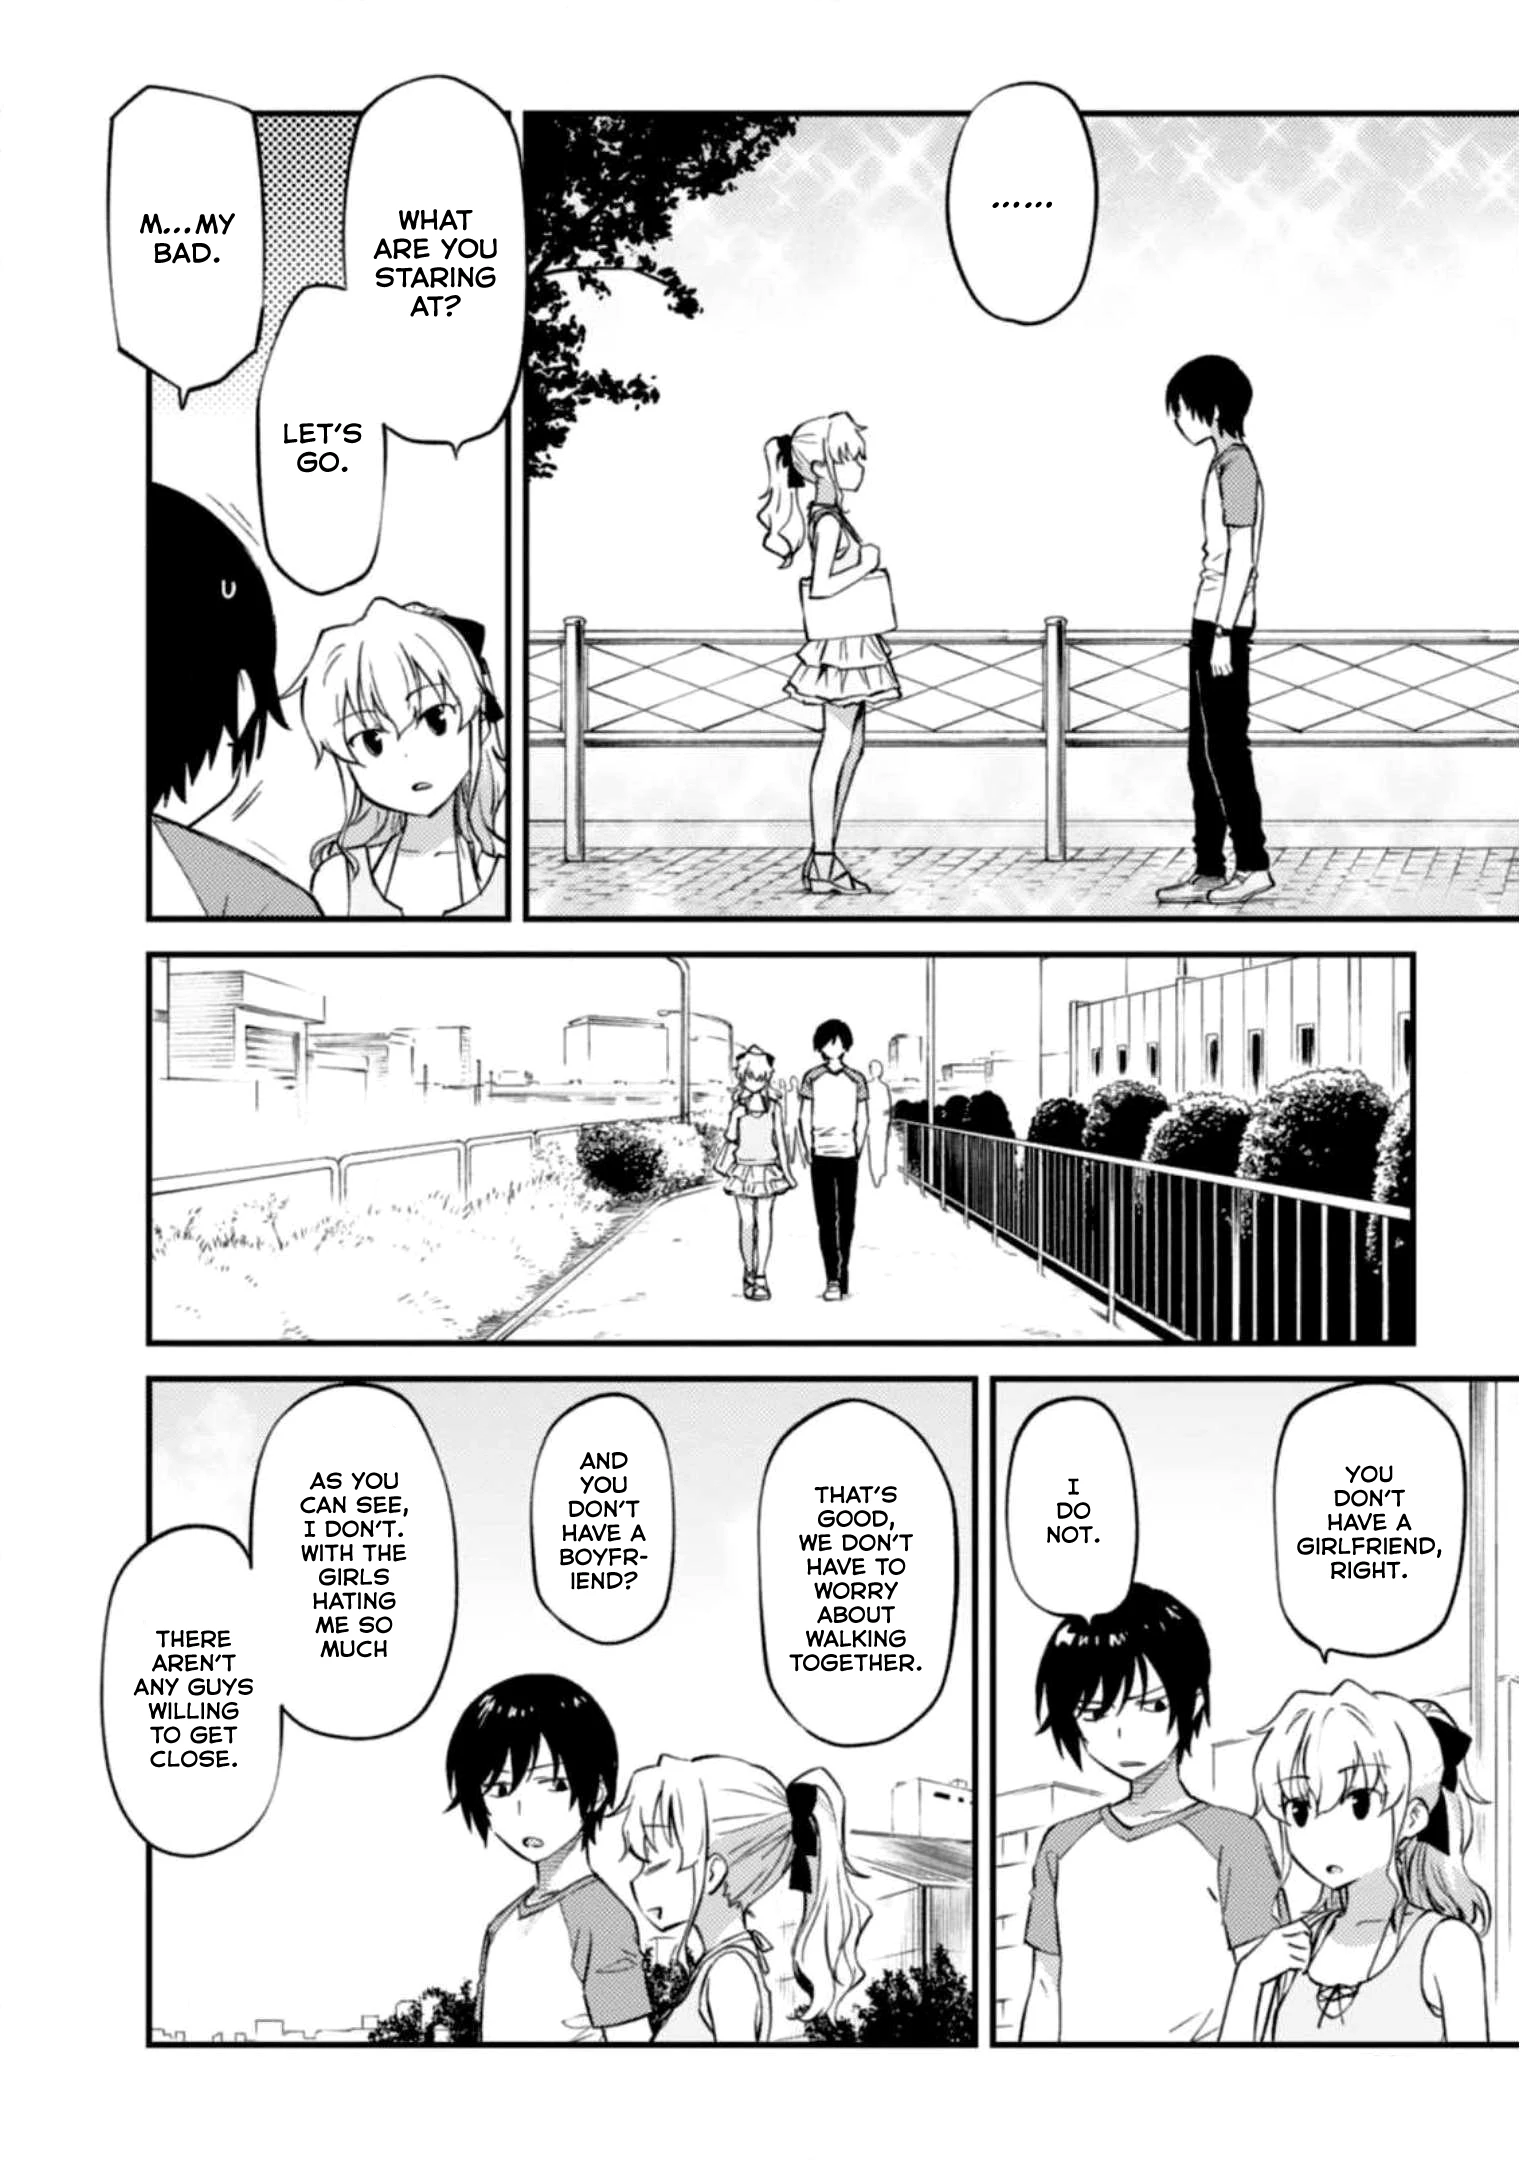 ......
WHAT
ARE YOU
STARING
AT?
LET'S
GO.
M...MY
BAD.
YOU
DON'T
HAVE A
GIRLFRIEND,
RIGHT.
I
DO
NOT.
THAT'S
GOOD,
WE DON'T
HAVE TO
WORRY
ABOUT
WALKING
TOGETHER.
AND
YOU
DON'T
HAVE A
BOYFR-
IEND?
AS YOU
CAN SEE,
I DON'T.
WITH THE
GIRLS
HATING
ME SO
MUCH
THERE
AREN'T
ANY GUYS
WILLING
TO GET
CLOSE.